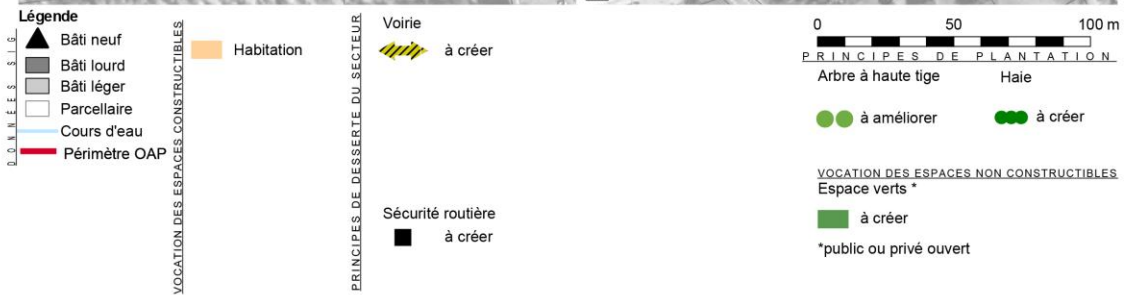 Légende
DONNEES SIG
Bâti neuf
Bâti lourd
Bâti léger
Parcellaire
Cours d'eau
Périmètre OAP
VOCATION DES ESPACES CONSTRUCTIBLES
Habitation
PRINCIPES DE DESSERTE DU SECTEUR
Voirie
à créer
Sécurité routière
à créer
0 50 100 m
PRINCIPES DE PLANTATION
Arbre à haute tige Haie
à améliorer à créer
VOCATION DES ESPACES NON CONSTRUCTIBLES
Espace verts *
à créer
*public ou privé ouvert